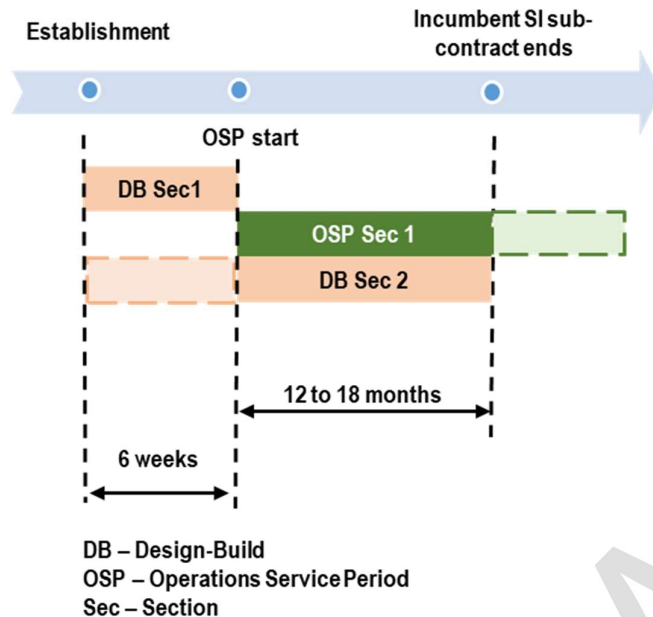 Establishment
Incumbent SI sub-
contract ends
OSP start
DB Sec1
OSP Sec 1
DB Sec 2
12 to 18 months
6 weeks
DB – Design-Build
OSP – Operations Service Period
Sec – Section